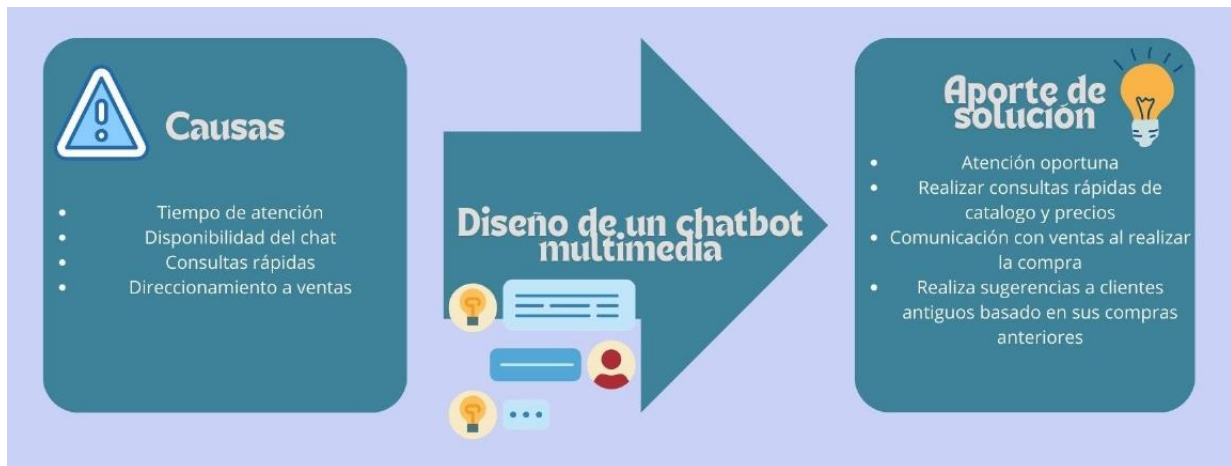 Causas
• Tiempo de atención
• Disponibilidad del chat
• Consultas rápidas
• Direccionamiento a ventas
Diseño de un chatbot
multimedia
Aporte de
solución
• Atención oportuna
• Realizar consultas rápidas de
catalogo y precios
• Comunicación con ventas al realizar
la compra
• Realiza sugerencias a clientes
antiguos basado en sus compras
anteriores